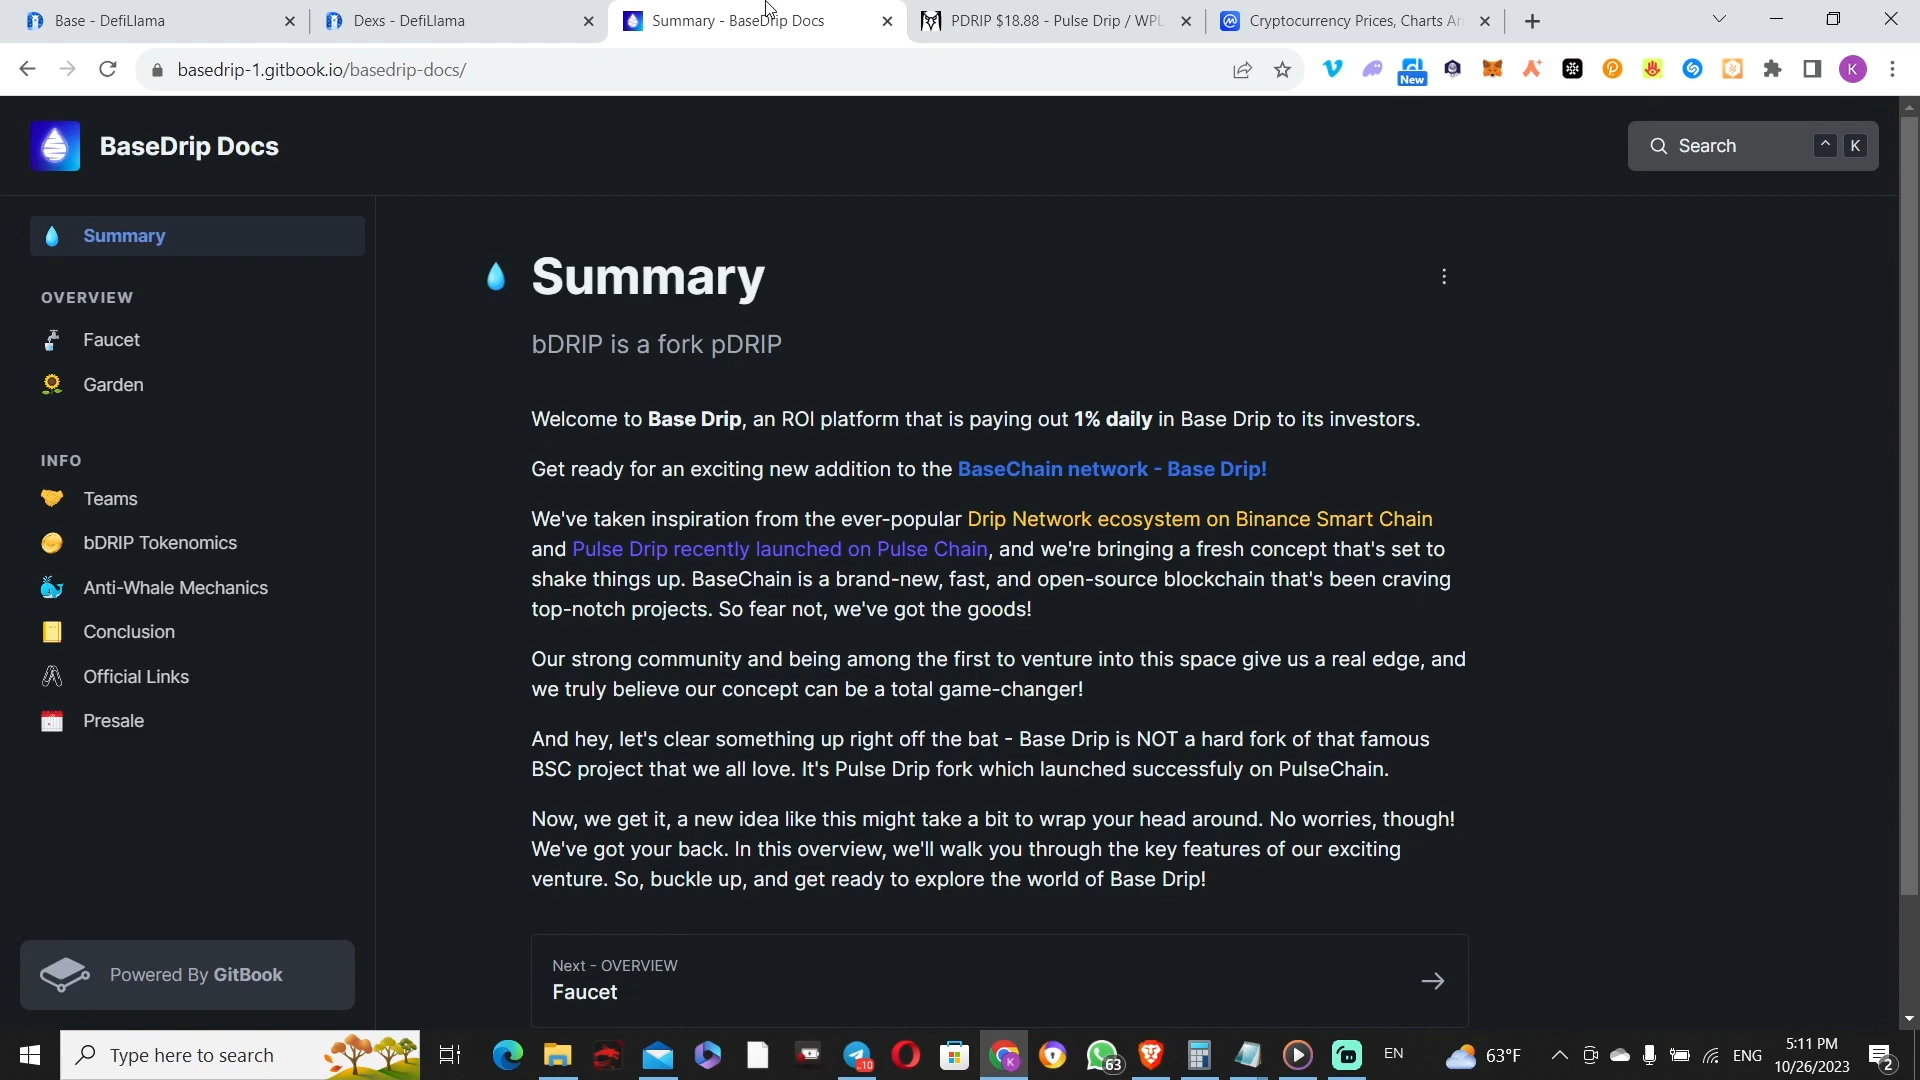 Base - DefiLlama
Dexs - DefiLlama
Summary - BaseDrip Docs
PDRIP $18.88 - Pulse Drip / WPL
Cryptocurrency Prices, Charts An
basedrip-1.gitbook.io/basedrip-docs/
New
K
BaseDrip Docs
Search
^ K
Summary
OVERVIEW
Faucet
Garden
INFO
Teams
bDRIP Tokenomics
Anti-Whale Mechanics
Conclusion
Official Links
Presale
Powered By GitBook
Summary
bDRIP is a fork pDRIP
Welcome to Base Drip, an ROI platform that is paying out 1% daily in Base Drip to its investors.
Get ready for an exciting new addition to the BaseChain network - Base Drip!
We've taken inspiration from the ever-popular Drip Network ecosystem on Binance Smart Chain
and Pulse Drip recently launched on Pulse Chain, and we're bringing a fresh concept that's set to
shake things up. BaseChain is a brand-new, fast, and open-source blockchain that's been craving
top-notch projects. So fear not, we've got the goods!
Our strong community and being among the first to venture into this space give us a real edge, and
we truly believe our concept can be a total game-changer!
And hey, let's clear something up right off the bat - Base Drip is NOT a hard fork of that famous
BSC project that we all love. It's Pulse Drip fork which launched successfuly on PulseChain.
Now, we get it, a new idea like this might take a bit to wrap your head around. No worries, though!
We've got your back. In this overview, we'll walk you through the key features of our exciting
venture. So, buckle up, and get ready to explore the world of Base Drip!
Next - OVERVIEW
Faucet
Type here to search
10
K
63
EN
63°F
ENG
5:11 PM
10/26/2023
2